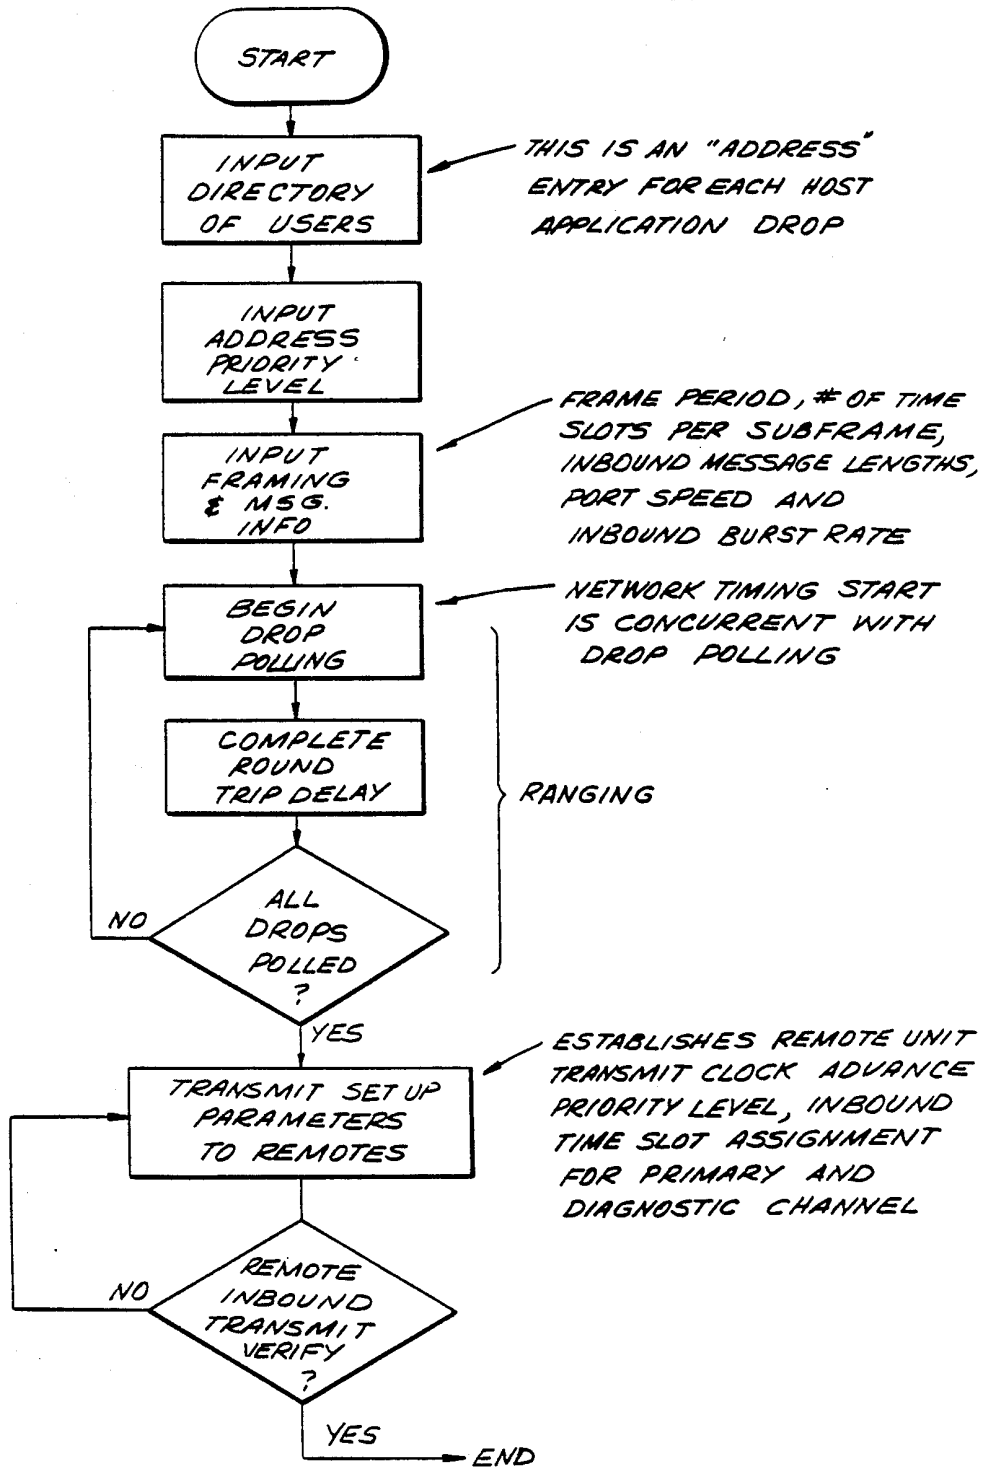 START
INPUT
DIRECTORY
OF USERS
THIS IS AN "ADDRESS"
ENTRY FOR EACH HOST
APPLICATION DROP
INPUT
ADDRESS
PRIORITY
LEVEL
INPUT
FRAMING
& MSG.
INFO
FRAME PERIOD, # OF TIME
SLOTS PER SUBFRAME,
INBOUND MESSAGE LENGTHS,
PORT SPEED AND
INBOUND BURST RATE
BEGIN
DROP
POLLING
NETWORK TIMING START
IS CONCURRENT WITH
DROP POLLING
COMPLETE
ROUND
TRIP DELAY
RANGING
ALL
DROPS
POLLED
?
NO
YES
TRANSMIT SET UP
PARAMETERS
TO REMOTES
ESTABLISHES REMOTE UNIT
TRANSMIT CLOCK ADVANCE
PRIORITY LEVEL, INBOUND
TIME SLOT ASSIGNMENT
FOR PRIMARY AND
DIAGNOSTIC CHANNEL
REMOTE
INBOUND
TRANSMIT
VERIFY
?
NO
YES
END